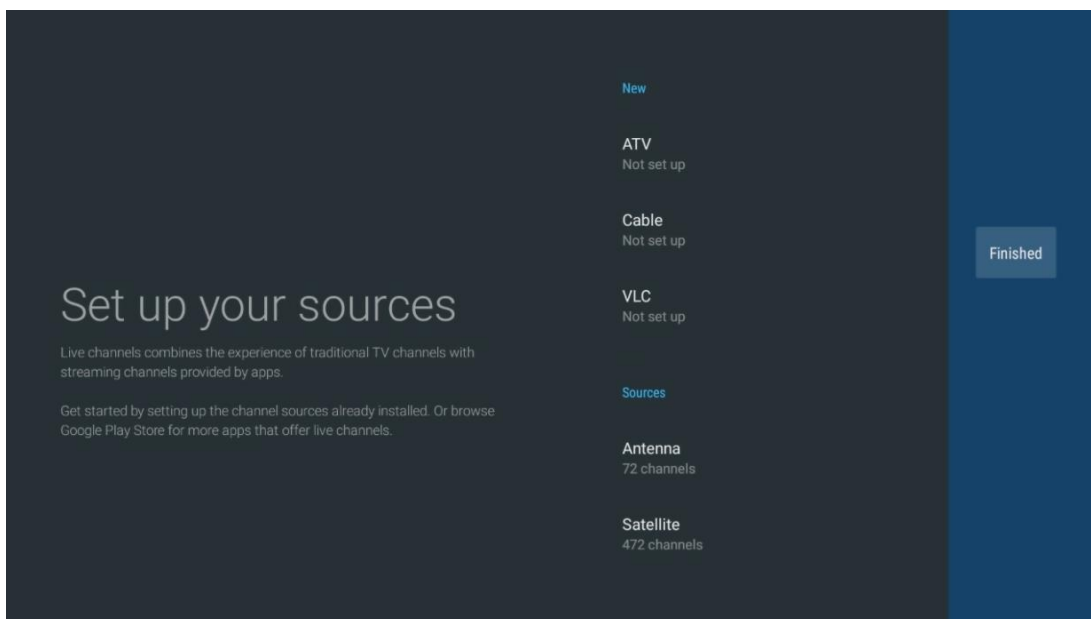 Set up your sources
Live channels combines the experience of traditional TV channels with
streaming channels provided by apps.
Get started by setting up the channel sources already installed. Or browse
Google Play Store for more apps that offer live channels.
New
ATV
Not set up
Cable
Not set up
VLC
Not set up
Sources
Antenna
72 channels
Satellite
472 channels
Finished